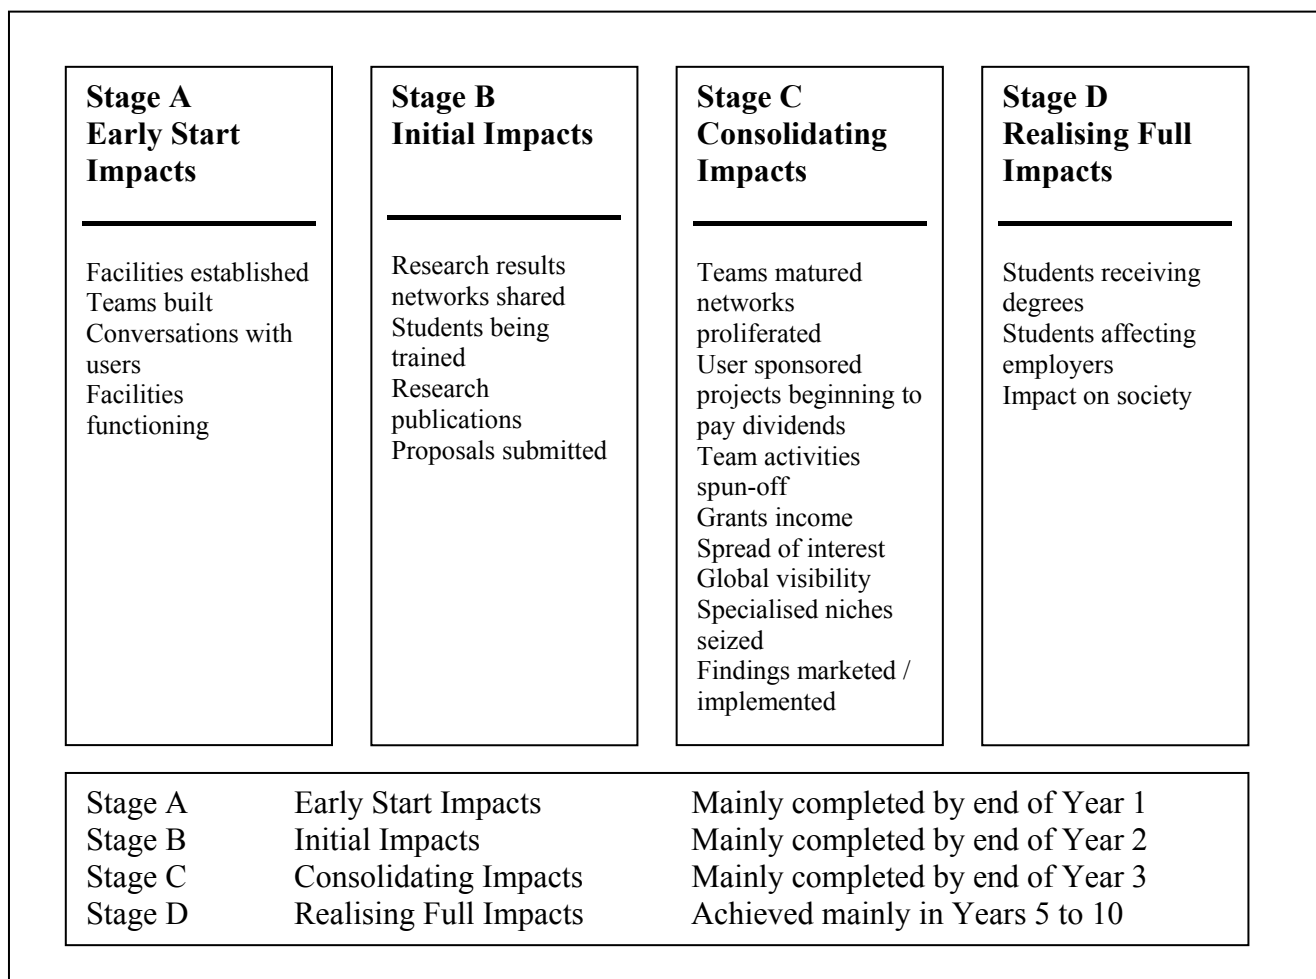 Stage A
Early Start
Impacts
Facilities established
Teams built
Conversations with
users
Facilities
functioning
Stage B
Initial Impacts
Research results
networks shared
Students being
trained
Research
publications
Proposals submitted
Stage C
Consolidating
Impacts
Teams matured
networks
proliferated
User sponsored
projects beginning to
pay dividends
Team activities
spun-off
Grants income
Spread of interest
Global visibility
Specialised niches
seized
Findings marketed /
implemented
Stage D
Realising Full
Impacts
Students receiving
degrees
Students affecting
employers
Impact on society
Stage A Early Start Impacts Mainly completed by end of Year 1
Stage B Initial Impacts Mainly completed by end of Year 2
Stage C Consolidating Impacts Mainly completed by end of Year 3
Stage D Realising Full Impacts Achieved mainly in Years 5 to 10